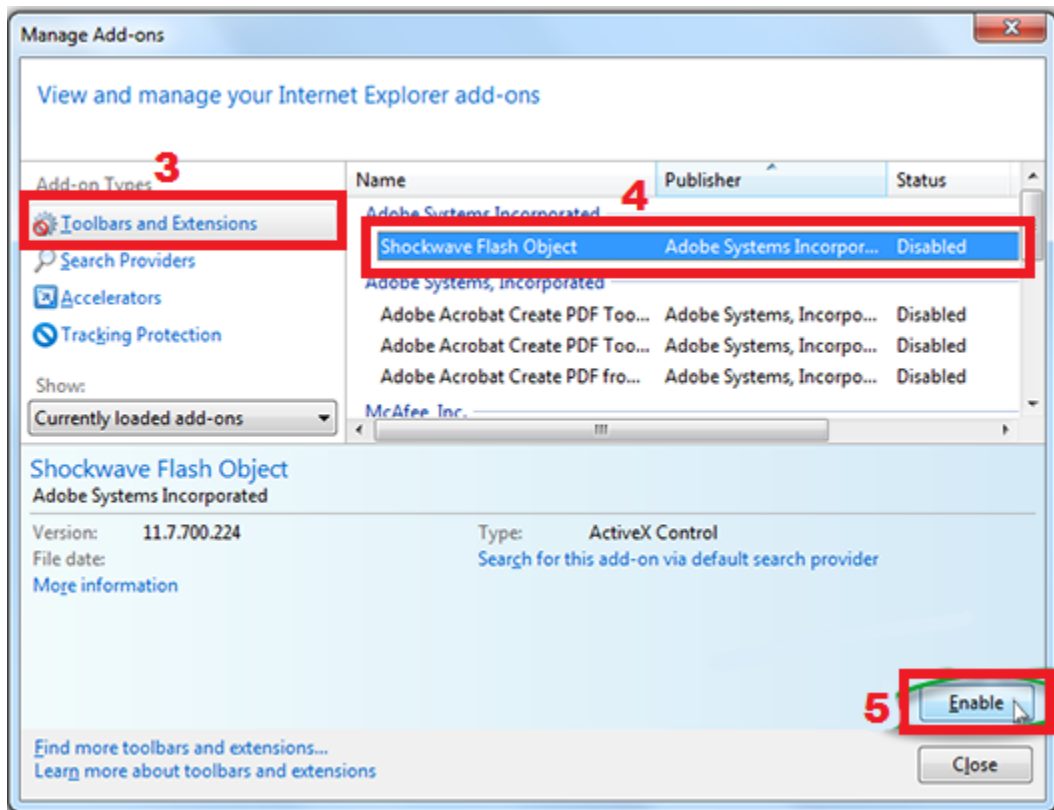 Manage Add-ons
View and manage your Internet Explorer add-ons
3
Add-on Types
Toolbars and Extensions
Search Providers
Accelerators
Tracking Protection
Show:
Currently loaded add-ons
Name Publisher Status
4
Adobe Systems Incorporated
Shockwave Flash Object Adobe Systems Incorpor... Disabled
Adobe Systems, Incorporated
Adobe Acrobat Create PDF Too... Adobe Systems, Incorpo... Disabled
Adobe Acrobat Create PDF Too... Adobe Systems, Incorpo... Disabled
Adobe Acrobat Create PDF fro... Adobe Systems, Incorpo... Disabled
McAfee, Inc.
Shockwave Flash Object
Adobe Systems Incorporated
Version: 11.7.700.224 Type: ActiveX Control
File date: Search for this add-on via default search provider
More information
5
Enable
Find more toolbars and extensions...
Learn more about toolbars and extensions
Close